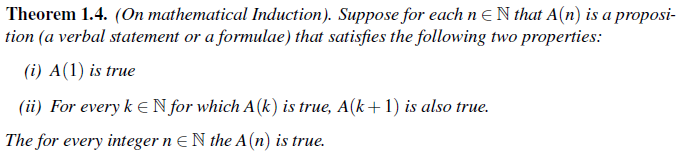 Theorem 1.4. (On mathematical Induction). Suppose for each n ∈ ℕ that A(n) is a proposi-
tion (a verbal statement or a formulae) that satisfies the following two properties:
(i) A(1) is true
(ii) For every k ∈ ℕ for which A(k) is true, A(k+1) is also true.
The for every integer n ∈ ℕ the A(n) is true.